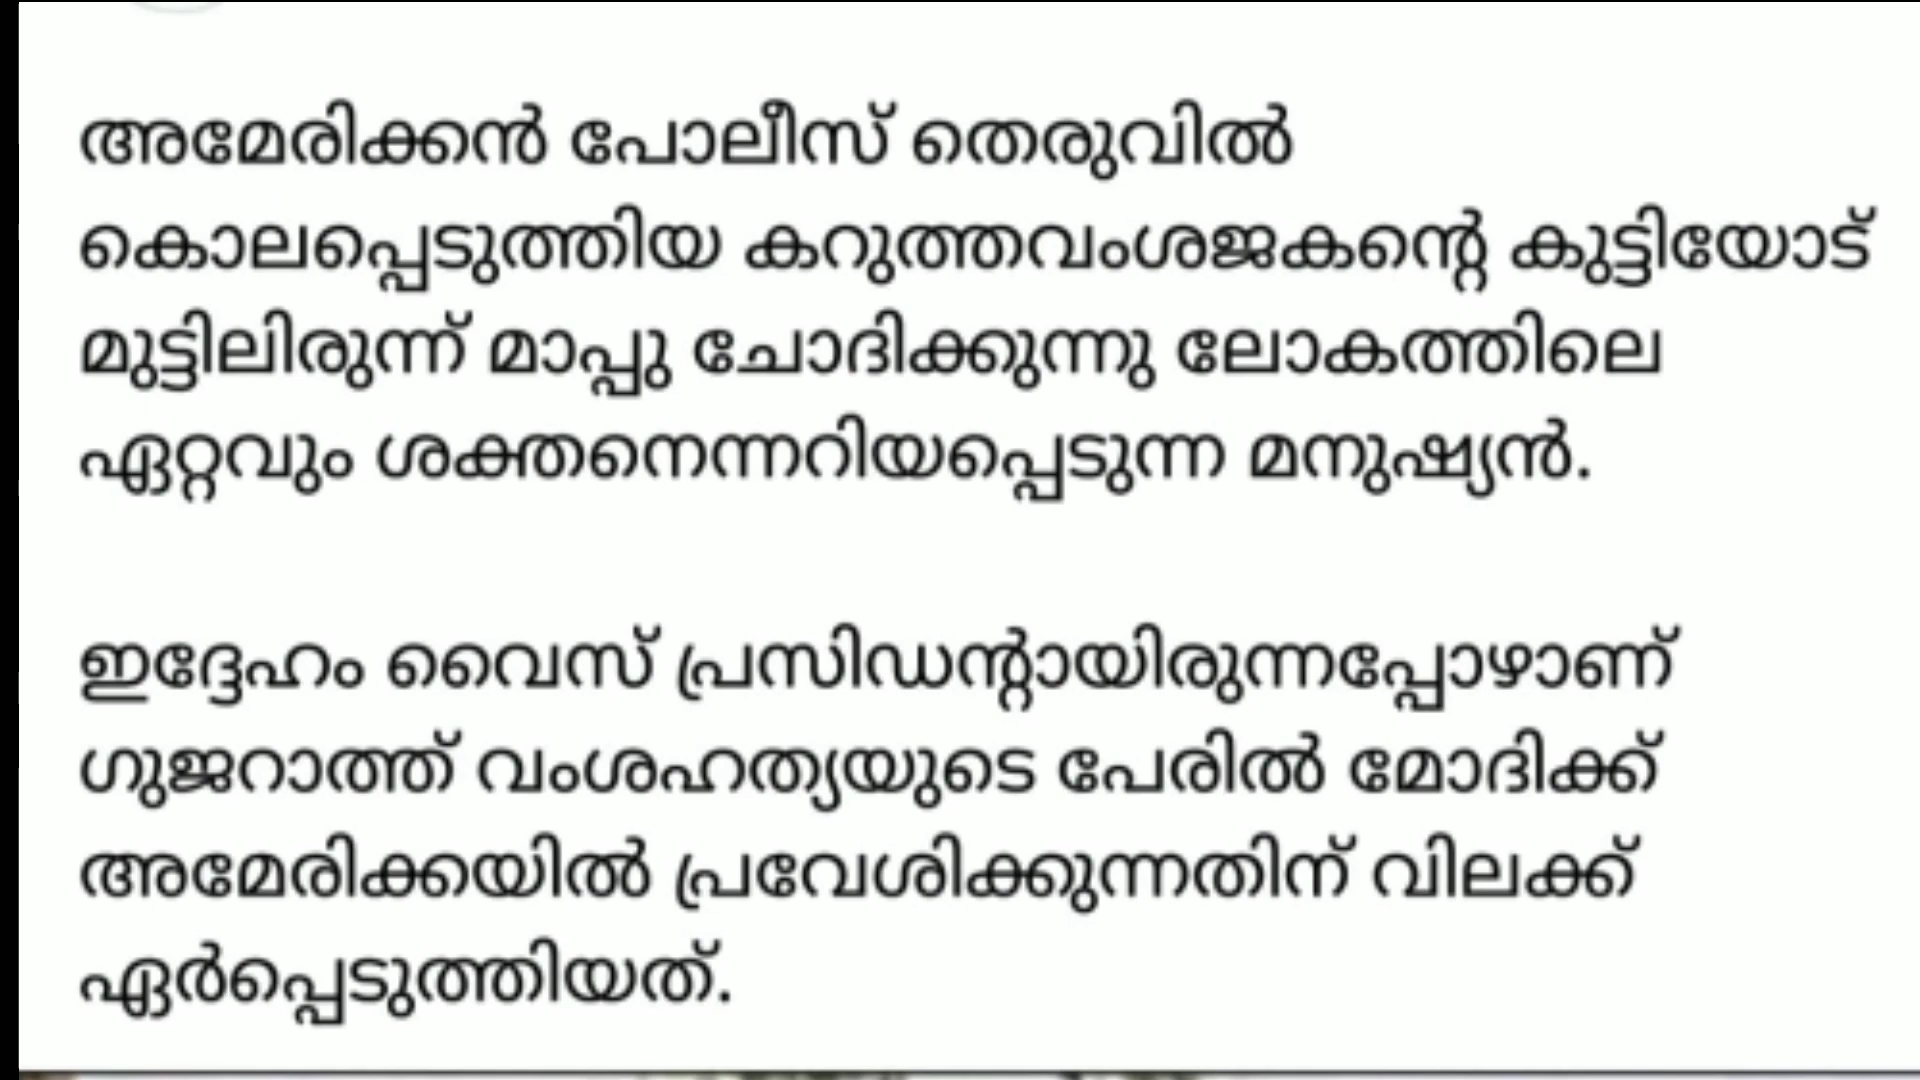 അമേരിക്കൻ പോലീസ് തെരുവിൽ
കൊലപ്പെടുത്തിയ കറുത്തവംശജകന്റെ കുട്ടിയോട്
മുട്ടിലിരുന്ന് മാപ്പു ചോദിക്കുന്നു ലോകത്തിലെ
ഏറ്റവും ശക്തനെന്നറിയപ്പെടുന്ന മനുഷ്യൻ.
ഇദ്ദേഹം വൈസ് പ്രസിഡന്റായിരുന്നപ്പോഴാണ്
ഗുജറാത്ത് വംശഹത്യയുടെ പേരിൽ മോദിക്ക്
അമേരിക്കയിൽ പ്രവേശിക്കുന്നതിന് വിലക്ക്
ഏർപ്പെടുത്തിയത്.